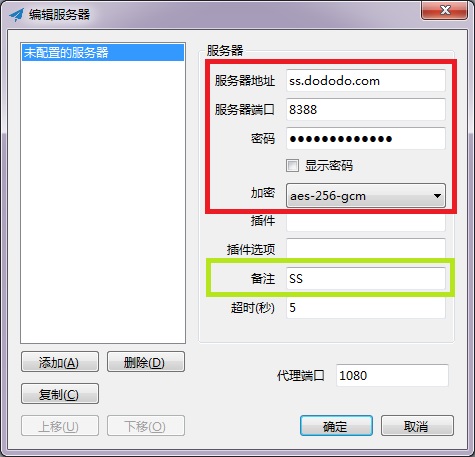 编辑服务器
未配置的服务器
服务器
服务器地址 ss.dododo.com
服务器端口 8388
密码 ●●●●●●●●●●●●●
显示密码
加密 aes-256-gcm
插件
插件选项
备注 SS
超时(秒) 5
添加(A) 删除(D)
代理端口 1080
复制(C)
上移(U) 下移(O)
确定 取消